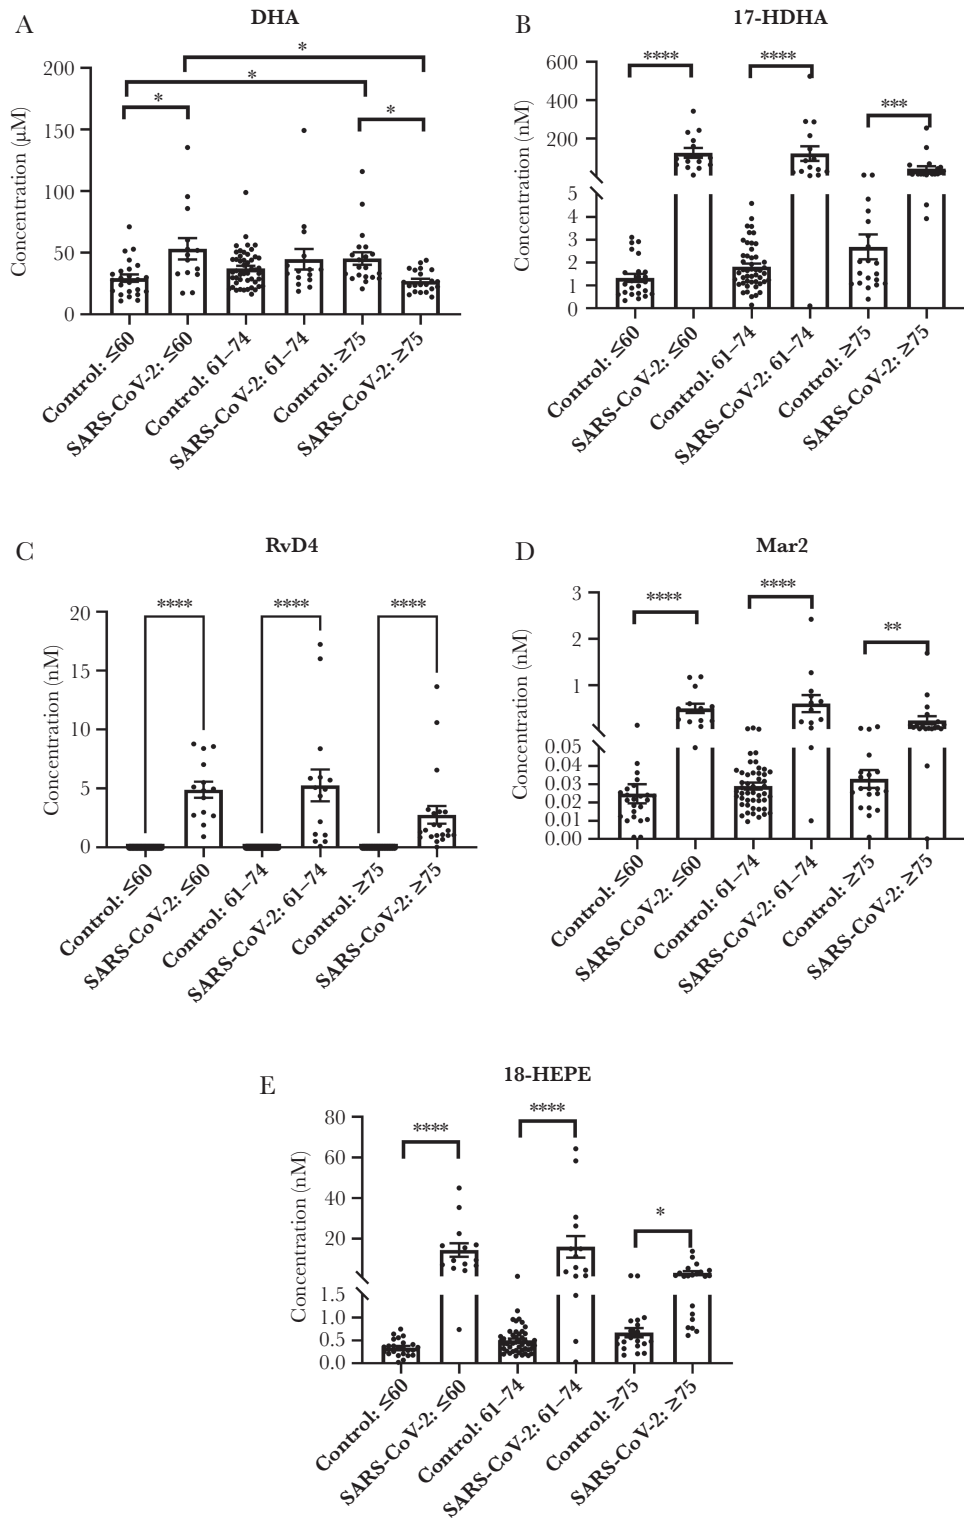 A
DHA
*
*
*
*
Concentration (μM)
200
150
100
50
0
Control: ≤60
SARS-CoV-2: ≤60
Control: 61–74
SARS-CoV-2: 61–74
Control: ≥75
SARS-CoV-2: ≥75
B
17-HDHA
****
****
***
Concentration (nM)
600
400
200
5
4
3
2
1
0
Control: ≤60
SARS-CoV-2: ≤60
Control: 61–74
SARS-CoV-2: 61–74
Control: ≥75
SARS-CoV-2: ≥75
C
RvD4
****
****
****
Concentration (nM)
20
15
10
5
0
Control: ≤60
SARS-CoV-2: ≤60
Control: 61–74
SARS-CoV-2: 61–74
Control: ≥75
SARS-CoV-2: ≥75
D
Mar2
****
****
**
Concentration (nM)
3
2
1
0.05
0.04
0.03
0.02
0.01
0.00
Control: ≤60
SARS-CoV-2: ≤60
Control: 61–74
SARS-CoV-2: 61–74
Control: ≥75
SARS-CoV-2: ≥75
E
18-HEPE
****
****
*
Concentration (nM)
80
60
40
20
1.5
1.0
0.5
0.0
Control: ≤60
SARS-CoV-2: ≤60
Control: 61–74
SARS-CoV-2: 61–74
Control: ≥75
SARS-CoV-2: ≥75